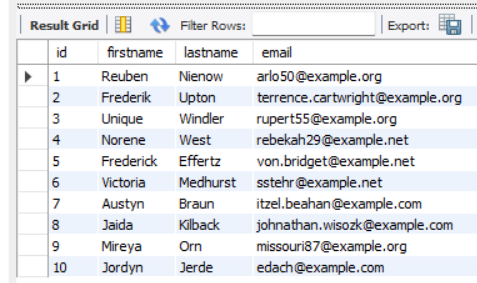 Result Grid Filter Rows: Export:
id firstname lastname email
1 Reuben Nienow arlo50@example.org
2 Frederik Upton terrence.cartwright@example.org
3 Unique Windler rupert55@example.org
4 Norene West rebekah29@example.net
5 Frederick Effertz von.bridget@example.net
6 Victoria Medhurst sstehr@example.net
7 Austyn Braun itzel.beahan@example.com
8 Jaida Kilback johnathan.wisozk@example.com
9 Mireya Orn missouri87@example.org
10 Jordyn Jerde edach@example.com